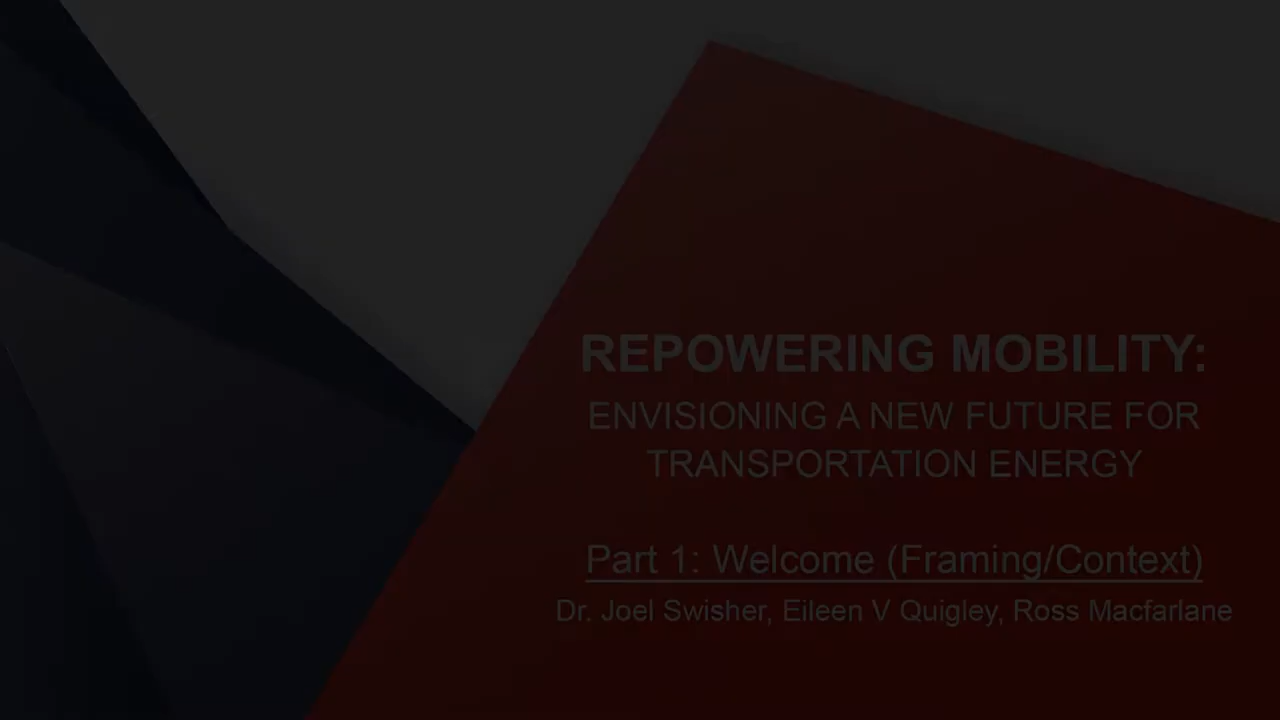 REPOWERING MOBILITY:
ENVISIONING A NEW FUTURE FOR
TRANSPORTATION ENERGY
Part 1: Welcome (Framing/Context)
Dr. Joel Swisher, Eileen V Quigley, Ross Macfarlane